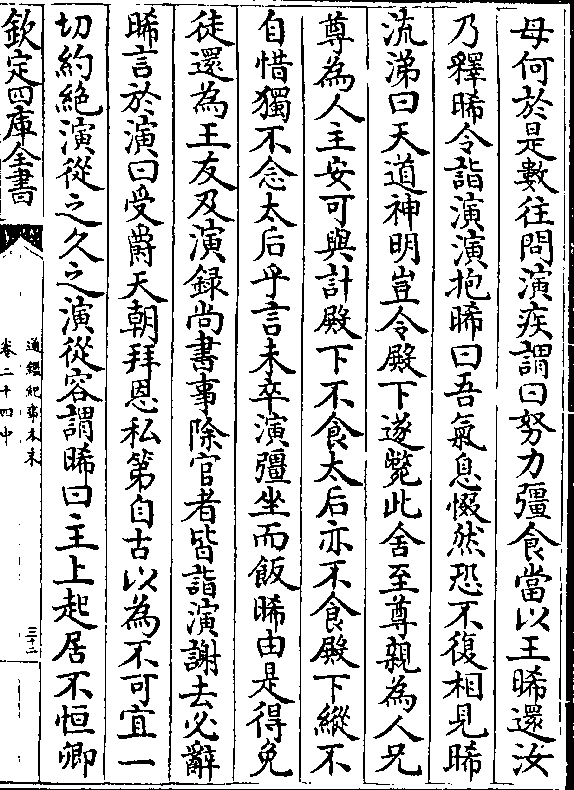 母何於是數往問演疾謂曰努力彊食當以王晞還汝
乃釋晞令詣演演抱晞曰吾氣息惙然恐不復相見晞
流涕曰天道神明豈令殿下遂斃此舍至尊親為人兄
尊為人主安可與計殿下不食太后亦不食殿下縱不
自惜獨不念太后乎言未卒演彊坐而飯晞由是得免
徒還為王友及演録尚書事除官者皆詣演謝去必辭
晞言於演曰受爵天朝拜恩私第自古以為不可宜一
切約絶演從之久之演從容謂晞曰主上起居不恒卿
欽定四庫全書
通鑑紀事本末
卷二十四中
三十二